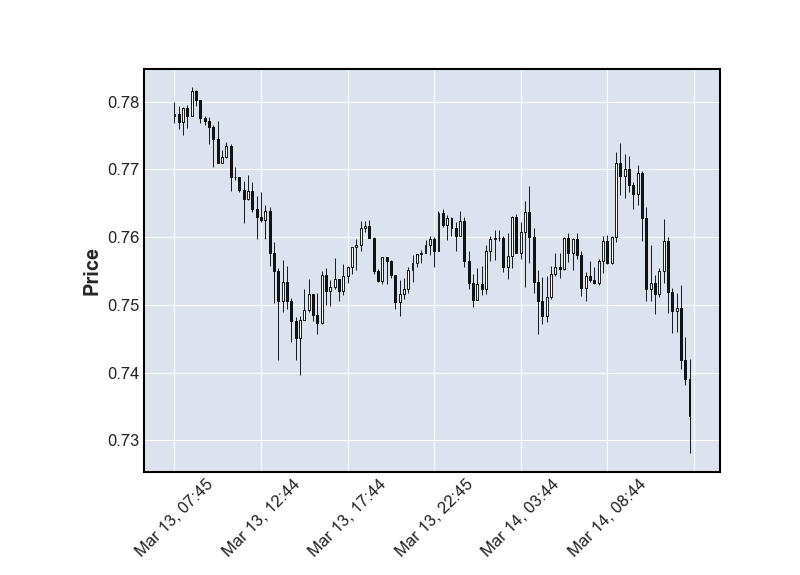 0.78
0.77
0.76
0.75
0.74
0.73
Price
Mar 13, 07:45
Mar 13, 12:44
Mar 13, 17:44
Mar 13, 22:45
Mar 14, 03:44
Mar 14, 08:44